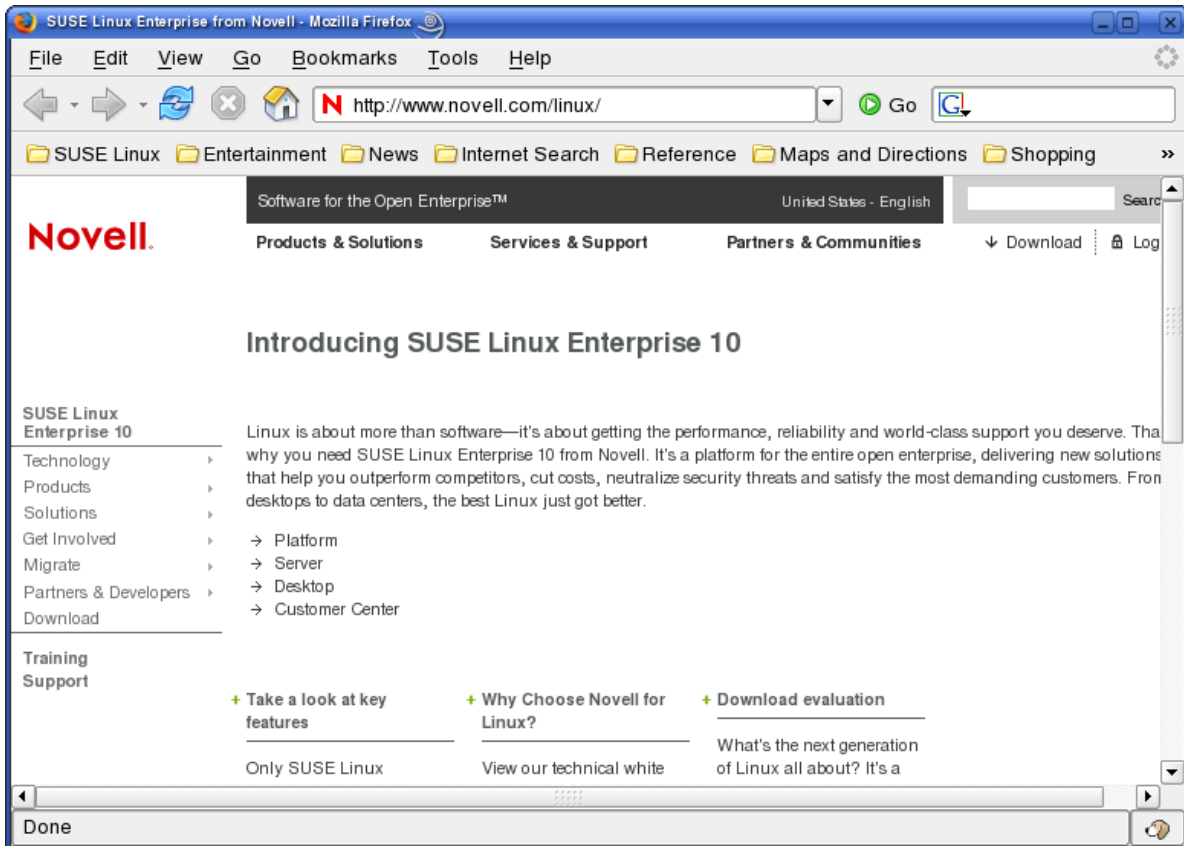 SUSE Linux Enterprise from Novell - Mozilla Firefox
File Edit View Go Bookmarks Tools Help
N http://www.novell.com/linux/ Go G
SUSE Linux Entertainment News Internet Search Reference Maps and Directions Shopping »
Software for the Open Enterprise™ United States - English Searc
Novell.
Products & Solutions Services & Support Partners & Communities Download Log
Introducing SUSE Linux Enterprise 10
SUSE Linux
Enterprise 10
Technology
Products
Solutions
Get Involved
Migrate
Partners & Developers
Download
Training
Support
Linux is about more than software—it's about getting the performance, reliability and world-class support you deserve. Tha
why you need SUSE Linux Enterprise 10 from Novell. It's a platform for the entire open enterprise, delivering new solutions
that help you outperform competitors, cut costs, neutralize security threats and satisfy the most demanding customers. From
desktops to data centers, the best Linux just got better.
→ Platform
→ Server
→ Desktop
→ Customer Center
+ Take a look at key
features
Only SUSE Linux
+ Why Choose Novell for
Linux?
View our technical white
+ Download evaluation
What's the next generation
of Linux all about? It's a
Done